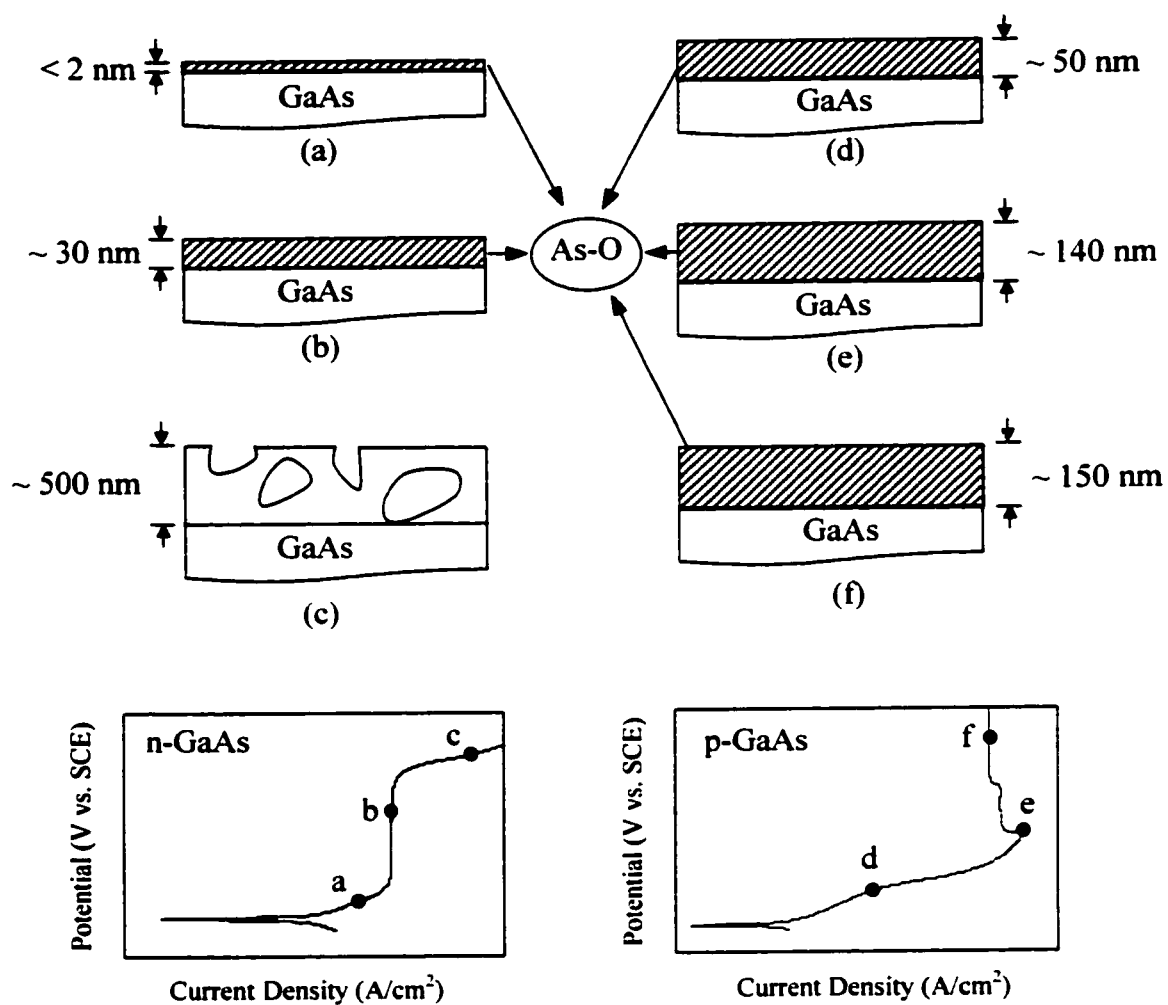 < 2 nm
GaAs
(a)
~ 50 nm
GaAs
(d)
~ 30 nm
GaAs
(b)
As-O
~ 140 nm
GaAs
(e)
~ 500 nm
GaAs
(c)
~ 150 nm
GaAs
(f)
Potential (V vs. SCE)
n-GaAs
a
b
c
Current Density (A/cm²)
Potential (V vs. SCE)
p-GaAs
f
e
d
Current Density (A/cm²)